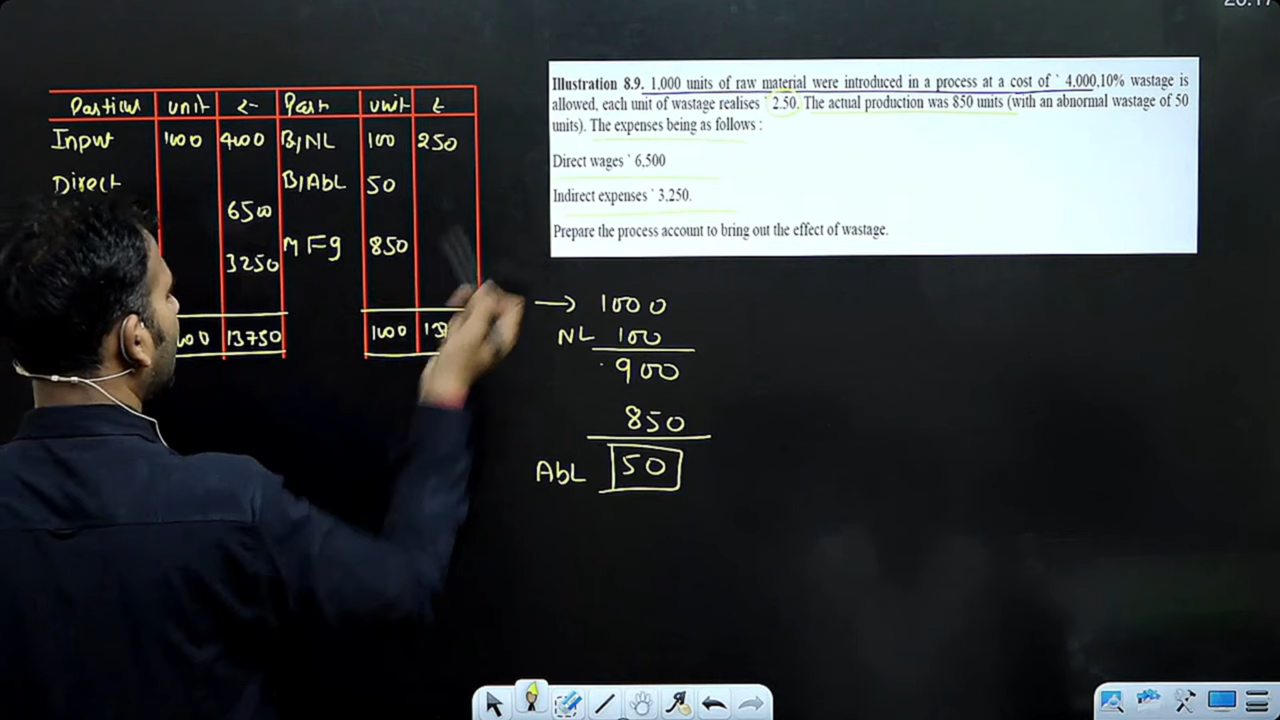 Particul unit ₹ Part unit ₹
Input 1000 4000 B/NL 100 250
Direct B/AbL 50
6500
MFg 850
3250
00 13750 1000 13
Illustration 8.9. 1,000 units of raw material were introduced in a process at a cost of ` 4,000,10% wastage is
allowed, each unit of wastage realises ` 2.50. The actual production was 850 units (with an abnormal wastage of 50
units). The expenses being as follows :
Direct wages ` 6,500
Indirect expenses ` 3,250.
Prepare the process account to bring out the effect of wastage.
→ 1000
NL 100
900
850
AbL 50